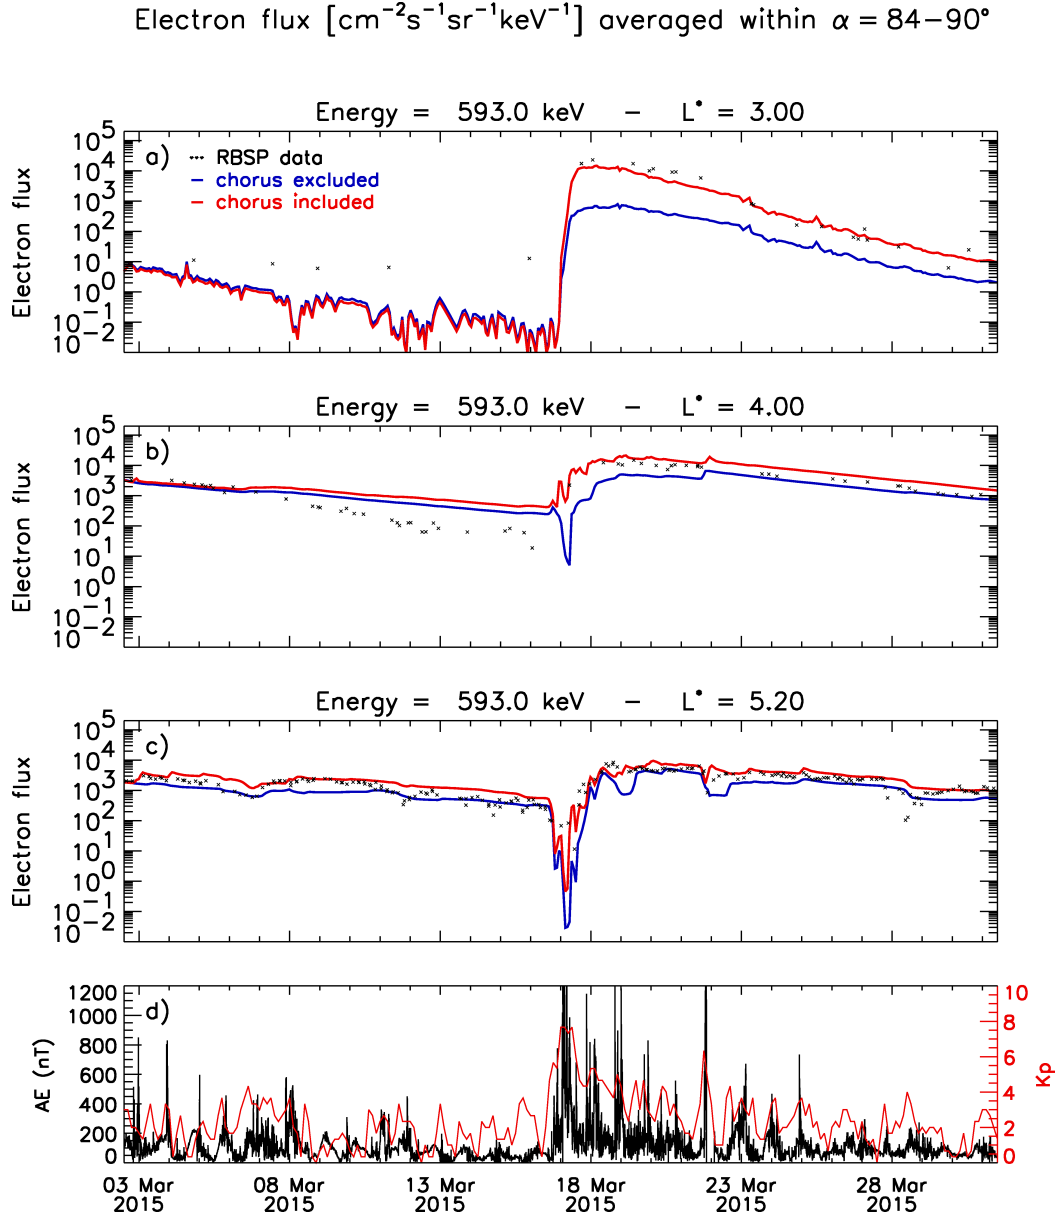 Electron flux [cm⁻²s⁻¹sr⁻¹keV⁻¹] averaged within α = 84−90°
Energy = 593.0 keV − L* = 3.00
Electron flux
10⁵
10⁴
10³
10²
10¹
10⁰
10⁻¹
10⁻²
a)
RBSP data
chorus excluded
chorus included
Energy = 593.0 keV − L* = 4.00
Electron flux
10⁵
10⁴
10³
10²
10¹
10⁰
10⁻¹
10⁻²
b)
Energy = 593.0 keV − L* = 5.20
Electron flux
10⁵
10⁴
10³
10²
10¹
10⁰
10⁻¹
10⁻²
c)
AE (nT)
1200
1000
800
600
400
200
0
d)
10
8
6
4
2
0
Kp
03 Mar 08 Mar 13 Mar 18 Mar 23 Mar 28 Mar
2015 2015 2015 2015 2015 2015